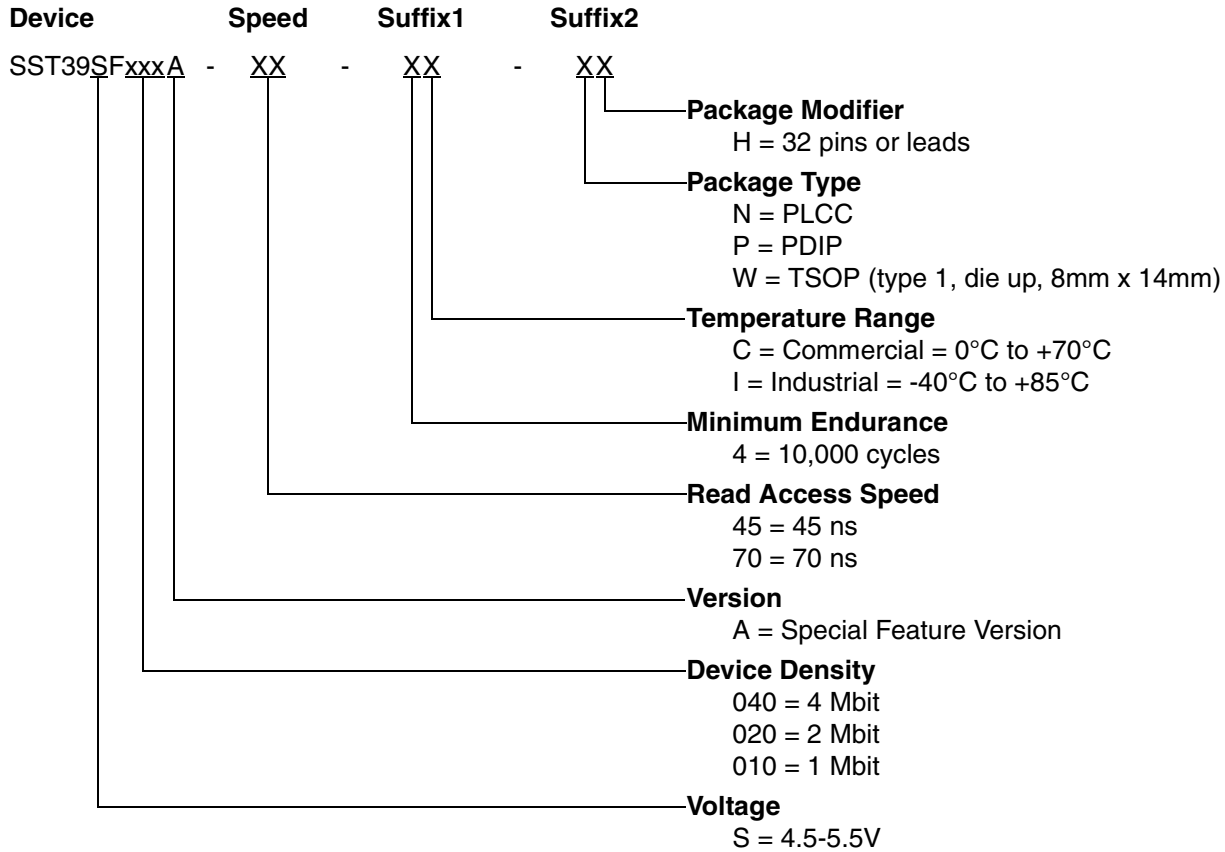 Device Speed Suffix1 Suffix2
SST39SFxxxA - XX - XX - XX
Package Modifier
H = 32 pins or leads
Package Type
N = PLCC
P = PDIP
W = TSOP (type 1, die up, 8mm x 14mm)
Temperature Range
C = Commercial = 0°C to +70°C
I = Industrial = -40°C to +85°C
Minimum Endurance
4 = 10,000 cycles
Read Access Speed
45 = 45 ns
70 = 70 ns
Version
A = Special Feature Version
Device Density
040 = 4 Mbit
020 = 2 Mbit
010 = 1 Mbit
Voltage
S = 4.5-5.5V